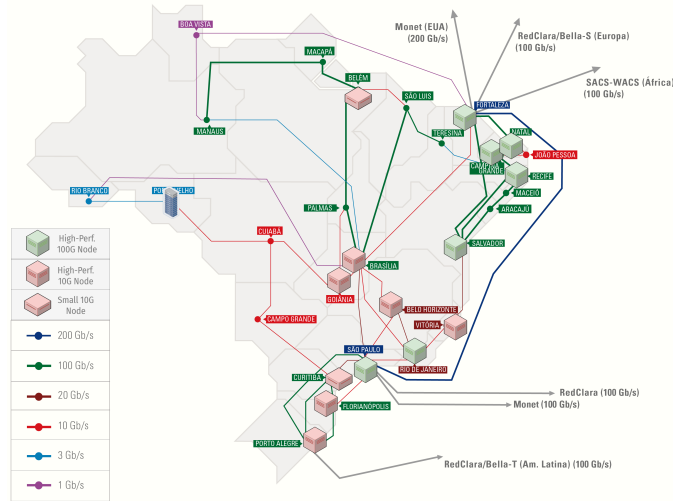 Monet (EUA)
(200 Gb/s)
RedClara/Bella-S (Europa)
(100 Gb/s)
SACS-WACS (África)
(100 Gb/s)
BOA VISTA
MACAPÁ
BELÉM
SÃO LUIS
FORTALEZA
MANAUS
TERESINA
NATAL
JOÃO PESSOA
CAMPINA
GRANDE
RECIFE
RIO BRANCO
MACEIÓ
PALMAS
ARACAJÚ
CUIABÁ
SALVADOR
BRASÍLIA
GOIÂNIA
High-Perf.
100G Node
High-Perf.
10G Node
Small 10G
Node
200 Gb/s
100 Gb/s
20 Gb/s
10 Gb/s
3 Gb/s
1 Gb/s
BELO HORIZONTE
CAMPO GRANDE
VITÓRIA
SÃO PAULO
RIO DE JANEIRO
CURITIBA
RedClara (100 Gb/s)
FLORIANÓPOLIS
Monet (100 Gb/s)
PORTO ALEGRE
RedClara/Bella-T (Am. Latina) (100 Gb/s)